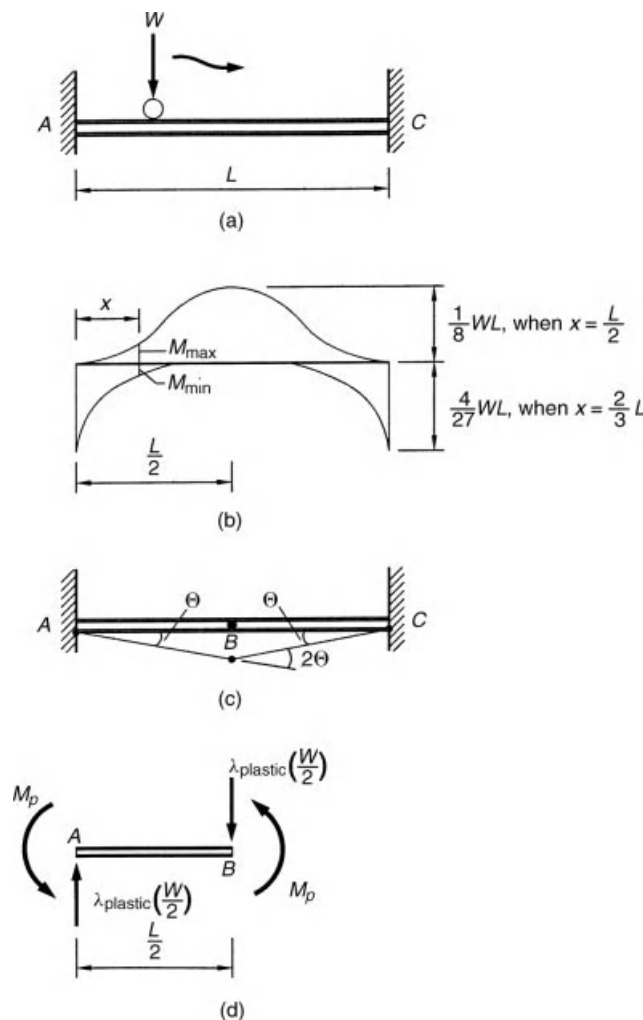 W
A
C
L
(a)
x
M_max
M_min
1/8 WL, when x = L/2
4/27 WL, when x = 2/3 L
L/2
(b)
Θ Θ
A
B
C
2Θ
(c)
λ_plastic(W/2)
M_p
A
B
M_p
λ_plastic(W/2)
L/2
(d)